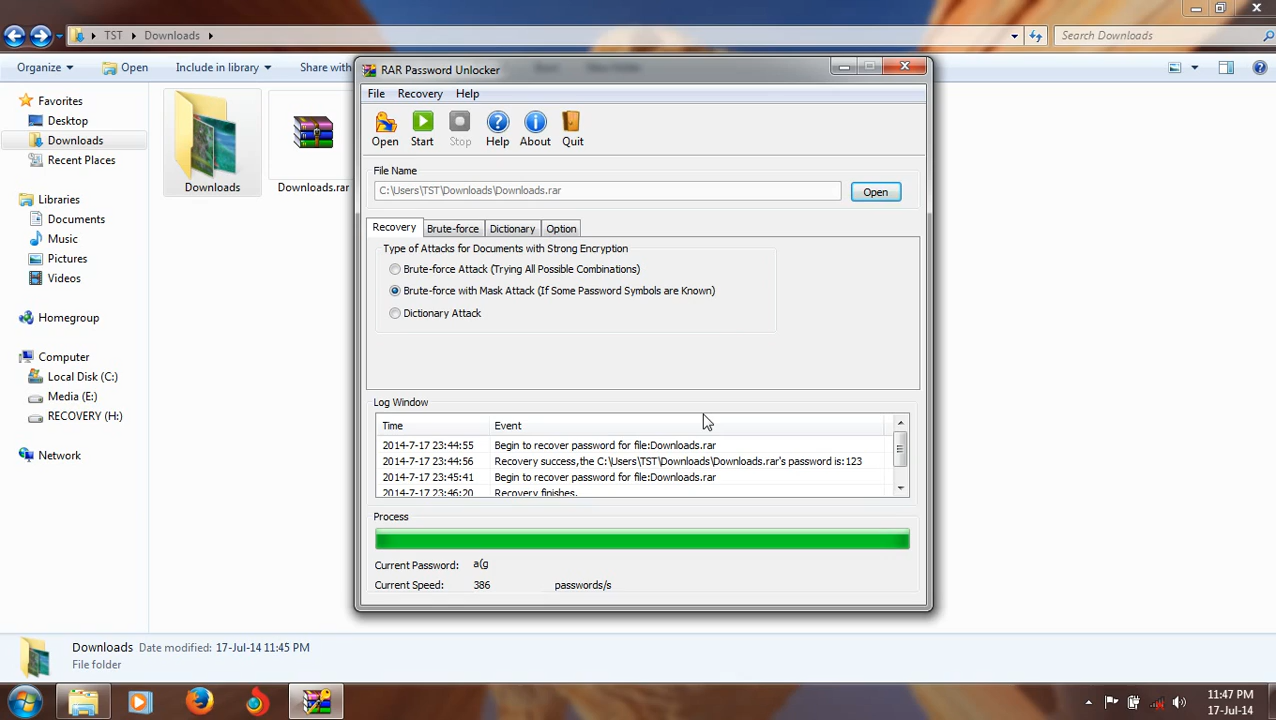 TST
Downloads
Search Downloads
Organize
Open
Include in library
Share with
RAR Password Unlocker
File
Recovery
Help
Open
Start
Stop
Help
About
Quit
File Name
C:\Users\TST\Downloads\Downloads.rar
Open
Recovery
Brute-force
Dictionary
Option
Type of Attacks for Documents with Strong Encryption
Brute-force Attack (Trying All Possible Combinations)
Brute-force with Mask Attack (If Some Password Symbols are Known)
Dictionary Attack
Log Window
Time Event
2014-7-17 23:44:55 Begin to recover password for file:Downloads.rar
2014-7-17 23:44:56 Recovery success,the C:\Users\TST\Downloads\Downloads.rar's password is:123
2014-7-17 23:45:41 Begin to recover password for file:Downloads.rar
2014-7-17 23:46:20 Recovery finishes.
Process
Current Password: a(g
Current Speed: 386 passwords/s
Favorites
Desktop
Downloads
Recent Places
Libraries
Documents
Music
Pictures
Videos
Homegroup
Computer
Local Disk (C:)
Media (E:)
RECOVERY (H:)
Network
Downloads
Downloads.rar
Downloads Date modified: 17-Jul-14 11:45 PM
File folder
11:47 PM
17-Jul-14